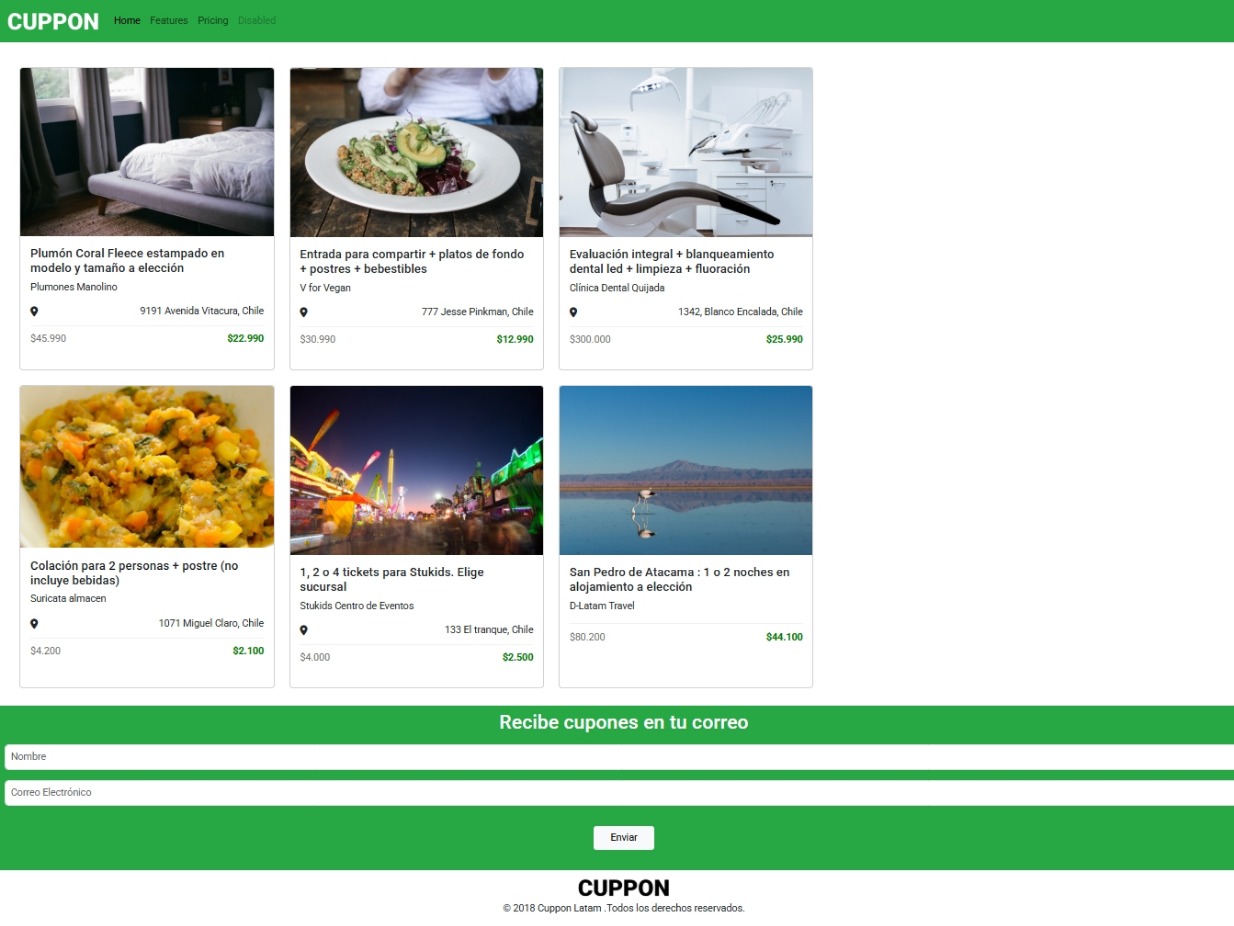 CUPPON Home Features Pricing Disabled
Plumón Coral Fleece estampado en
modelo y tamaño a elección
Plumones Manolino
9191 Avenida Vitacura, Chile
$45.990 $22.990
Entrada para compartir + platos de fondo
+ postres + bebestibles
V for Vegan
777 Jesse Pinkman, Chile
$30.990 $12.990
Evaluación integral + blanqueamiento
dental led + limpieza + fluoración
Clínica Dental Quijada
1342, Blanco Encalada, Chile
$300.000 $25.990
Colación para 2 personas + postre (no
incluye bebidas)
Suricata almacen
1071 Miguel Claro, Chile
$4.200 $2.100
1, 2 o 4 tickets para Stukids. Elige
sucursal
Stukids Centro de Eventos
133 El tranque, Chile
$4.000 $2.500
San Pedro de Atacama : 1 o 2 noches en
alojamiento a elección
D-Latam Travel
$80.200 $44.100
Recibe cupones en tu correo
Nombre
Correo Electrónico
Enviar
CUPPON
© 2018 Cuppon Latam .Todos los derechos reservados.